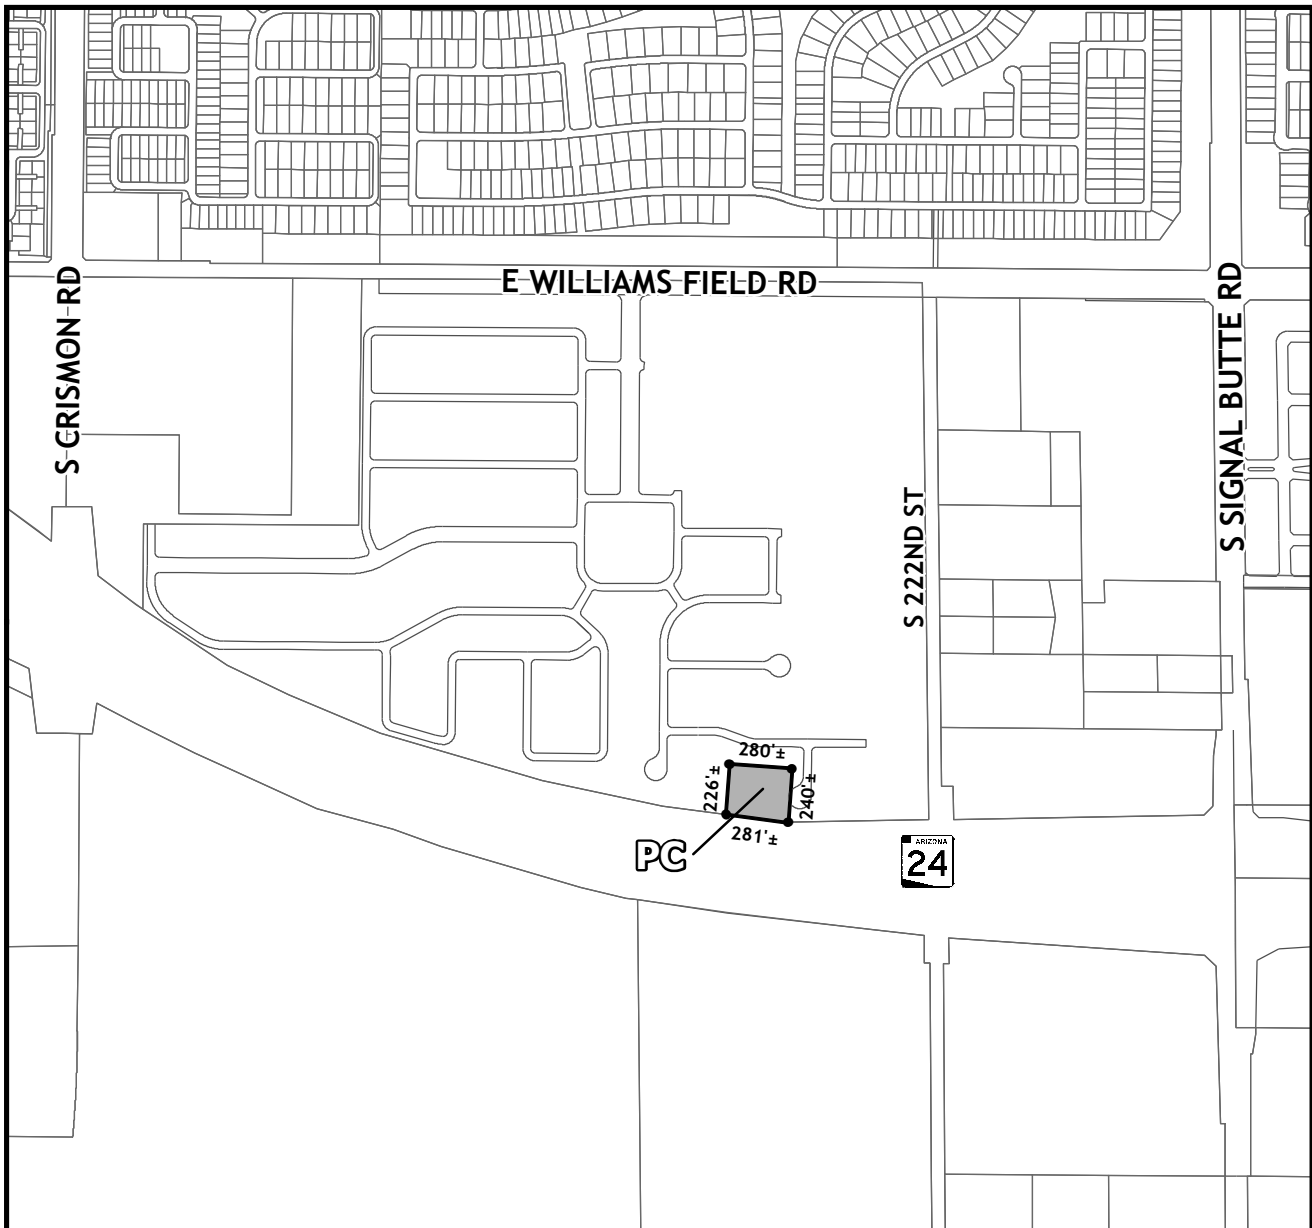 E WILLIAMS FIELD RD
S CRISMON RD
S SIGNAL BUTTE RD
S 222ND ST
280'±
226'±
240'±
281'±
PC
ARIZONA
24